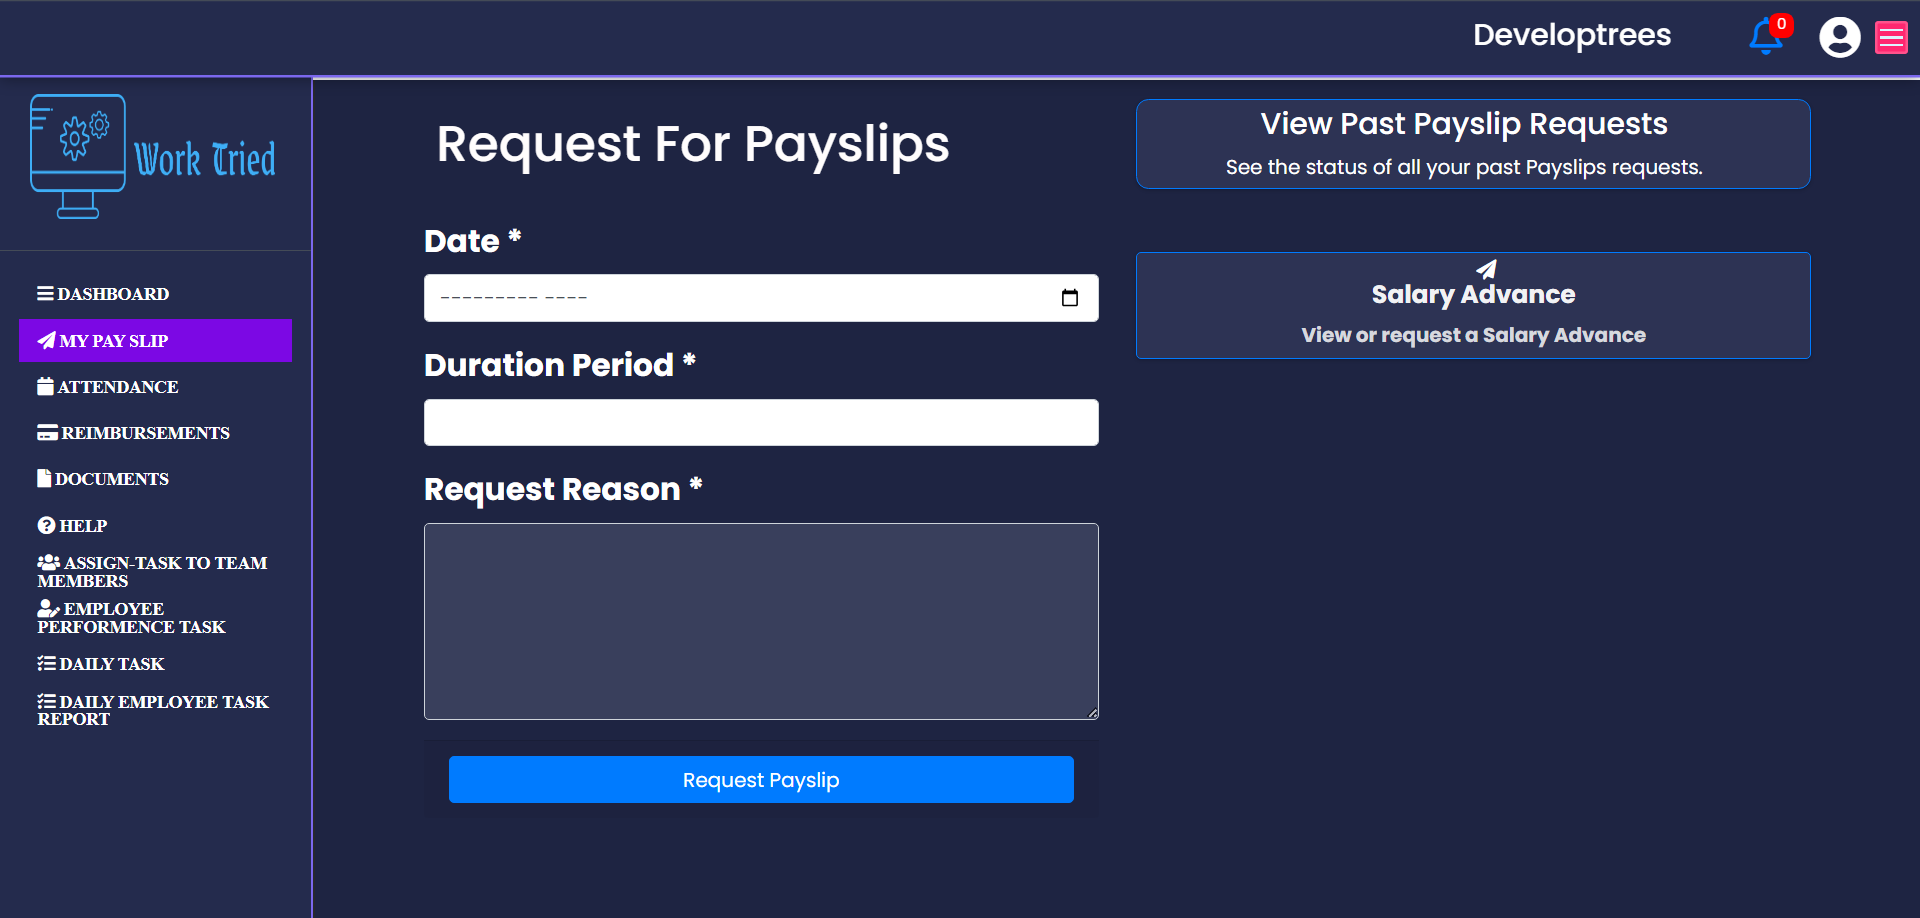 Developtrees
0
Work Tried
DASHBOARD
MY PAY SLIP
ATTENDANCE
REIMBURSEMENTS
DOCUMENTS
HELP
ASSIGN-TASK TO TEAM
MEMBERS
EMPLOYEE
PERFORMENCE TASK
DAILY TASK
DAILY EMPLOYEE TASK
REPORT
Request For Payslips
Date *
--------- ----
Duration Period *
Request Reason *
Request Payslip
View Past Payslip Requests
See the status of all your past Payslips requests.
Salary Advance
View or request a Salary Advance